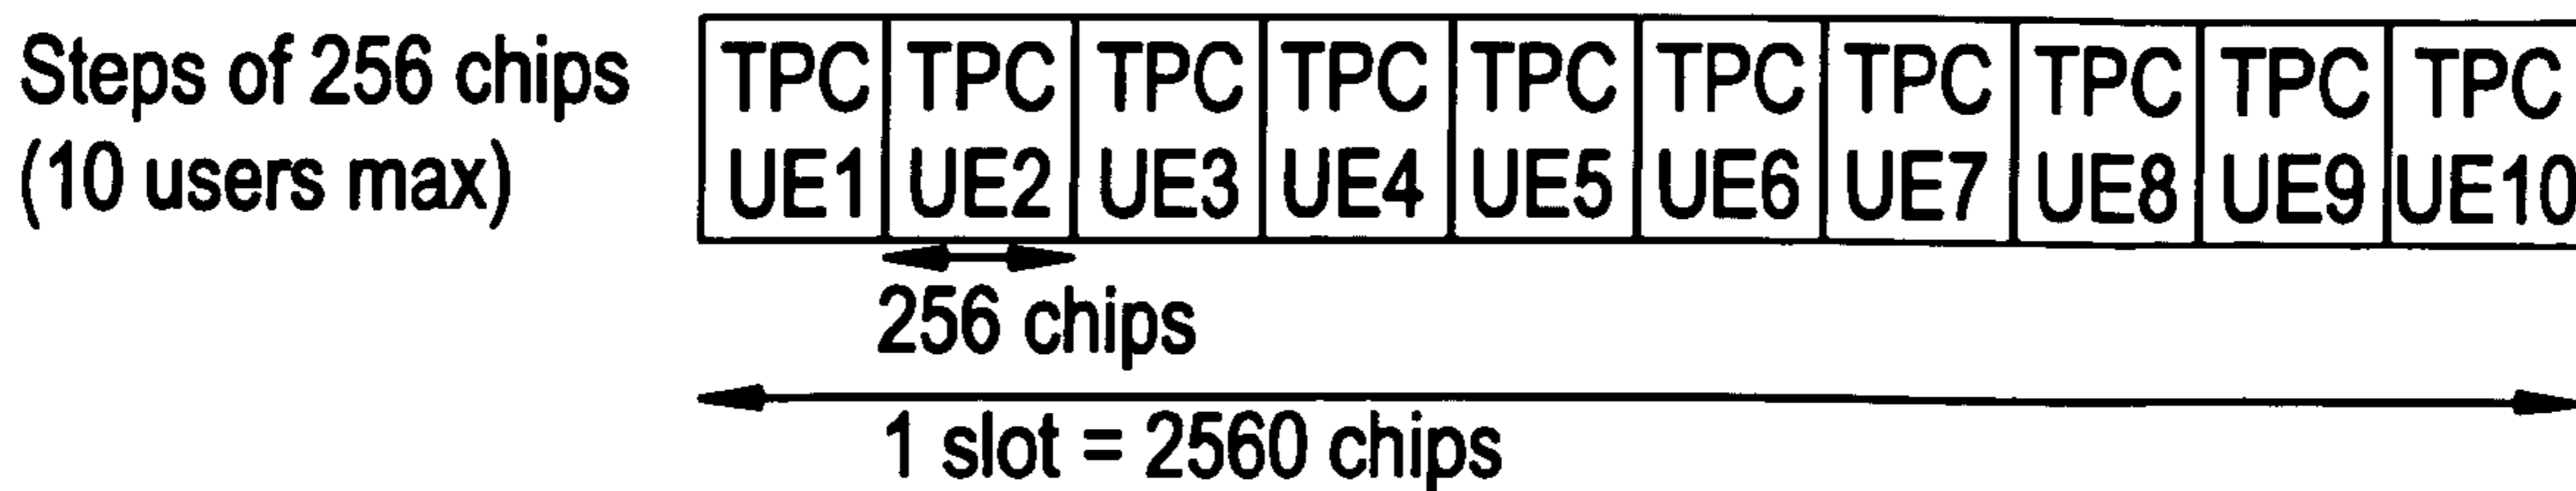 Steps of 256 chips
(10 users max)
TPC TPC TPC TPC TPC TPC TPC TPC TPC TPC
UE1 UE2 UE3 UE4 UE5 UE6 UE7 UE8 UE9 UE10
256 chips
1 slot = 2560 chips